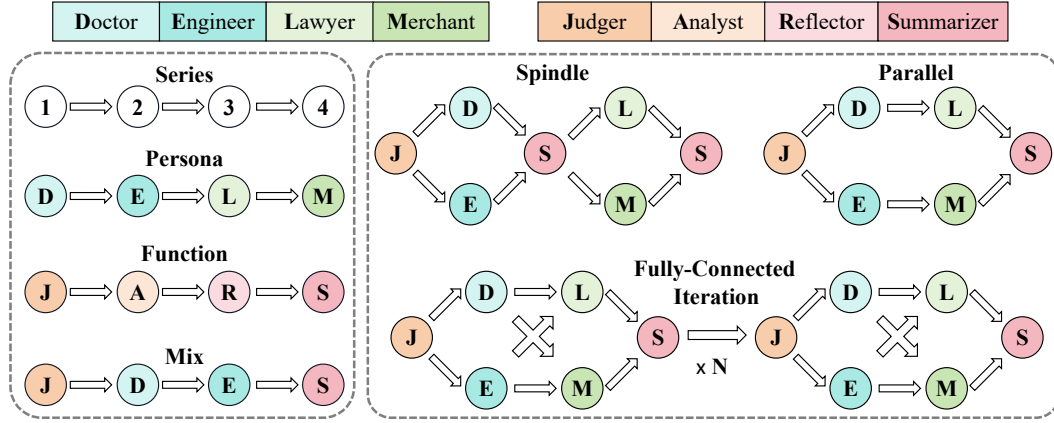 Doctor Engineer Lawyer Merchant Judger Analyst Reflector Summarizer
Series
1 2 3 4
Persona
D E L M
Function
J A R S
Mix
J D E S
Spindle
D L
J S S
E M
Parallel
D L
J S
E M
Fully-Connected
Iteration
D L D L
J S J S
x N
E M E M